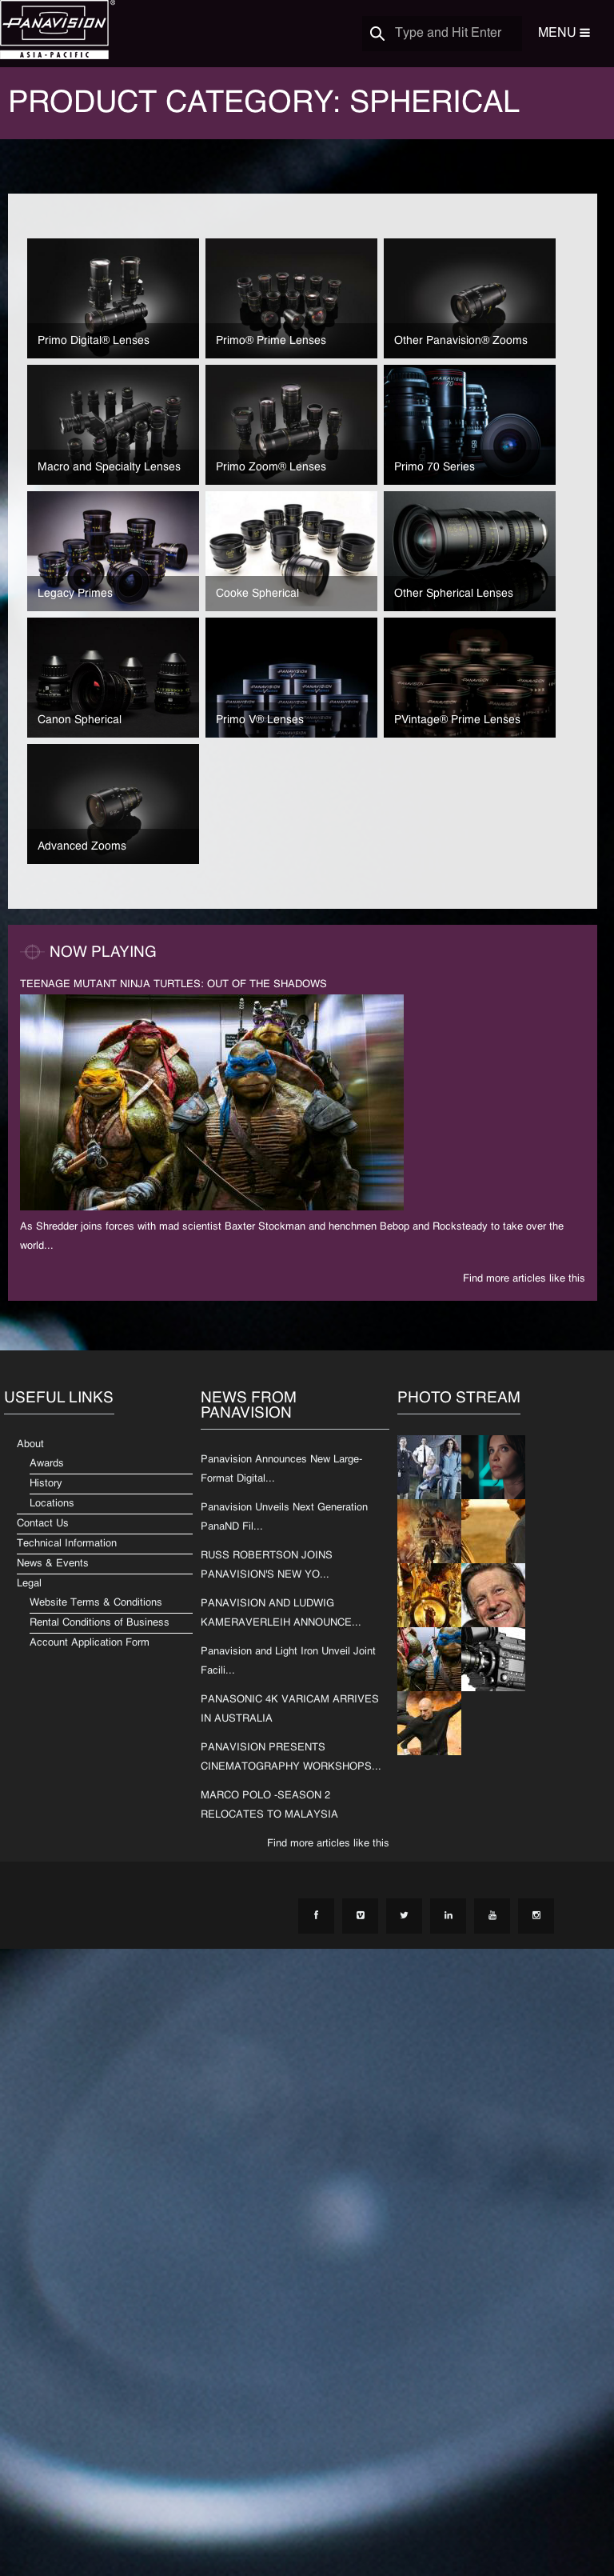 PANAVISION®
ASIA-PACIFIC
Type and Hit Enter
MENU
PRODUCT CATEGORY: SPHERICAL
Primo Digital® Lenses
Primo® Prime Lenses
Other Panavision® Zooms
Macro and Specialty Lenses
Primo Zoom® Lenses
PANAVISION
70
Primo 70 Series
Legacy Primes
Cooke Spherical
Other Spherical Lenses
Canon Spherical
PANAVISION
PANAVISION
PANAVISION
Primo V® Lenses
PVintage® Prime Lenses
Advanced Zooms
NOW PLAYING
TEENAGE MUTANT NINJA TURTLES: OUT OF THE SHADOWS
As Shredder joins forces with mad scientist Baxter Stockman and henchmen Bebop and Rocksteady to take over the
world...
Find more articles like this
USEFUL LINKS
About
Awards
History
Locations
Contact Us
Technical Information
News & Events
Legal
Website Terms & Conditions
Rental Conditions of Business
Account Application Form
NEWS FROM
PANAVISION
Panavision Announces New Large-
Format Digital...
Panavision Unveils Next Generation
PanaND Fil...
RUSS ROBERTSON JOINS
PANAVISION'S NEW YO...
PANAVISION AND LUDWIG
KAMERAVERLEIH ANNOUNCE...
Panavision and Light Iron Unveil Joint
Facili...
PANASONIC 4K VARICAM ARRIVES
IN AUSTRALIA
PANAVISION PRESENTS
CINEMATOGRAPHY WORKSHOPS...
MARCO POLO -SEASON 2
RELOCATES TO MALAYSIA
Find more articles like this
PHOTO STREAM